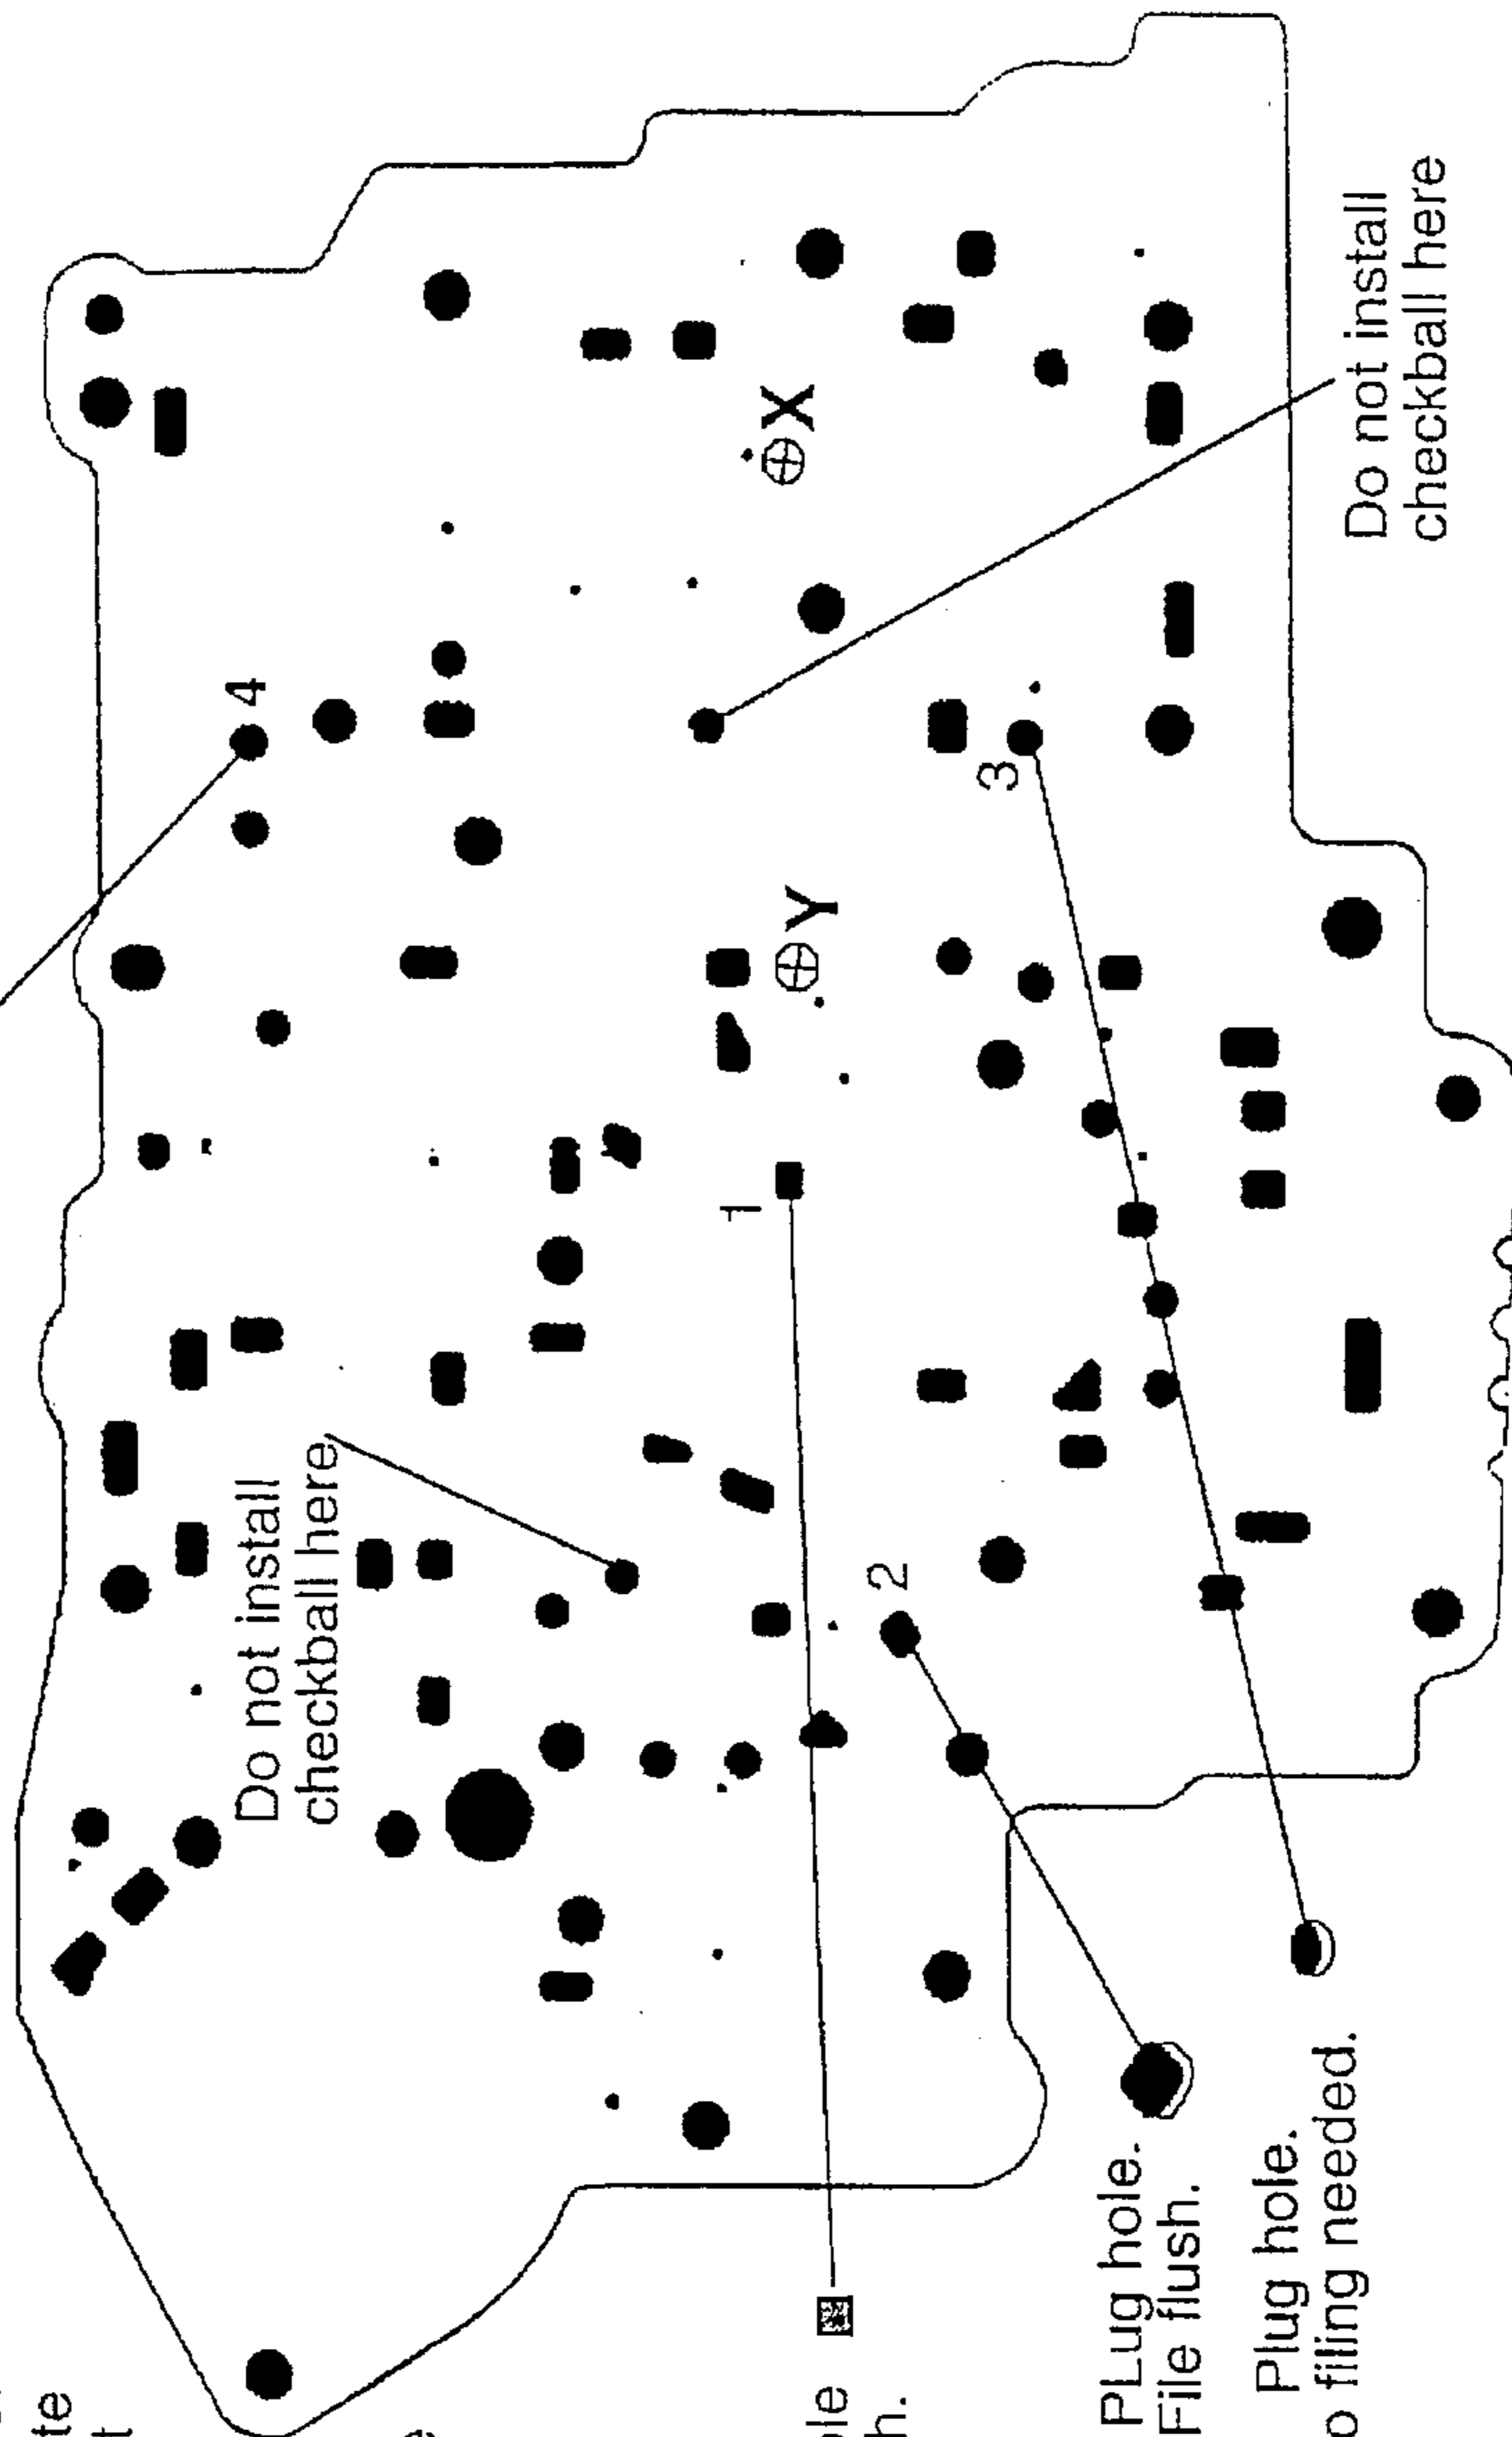 4
X
Do not install
checkball here
3
Y
1
Do not install
checkball here
2
PLug hole.
File flush.
Plug hole.
filing needed.